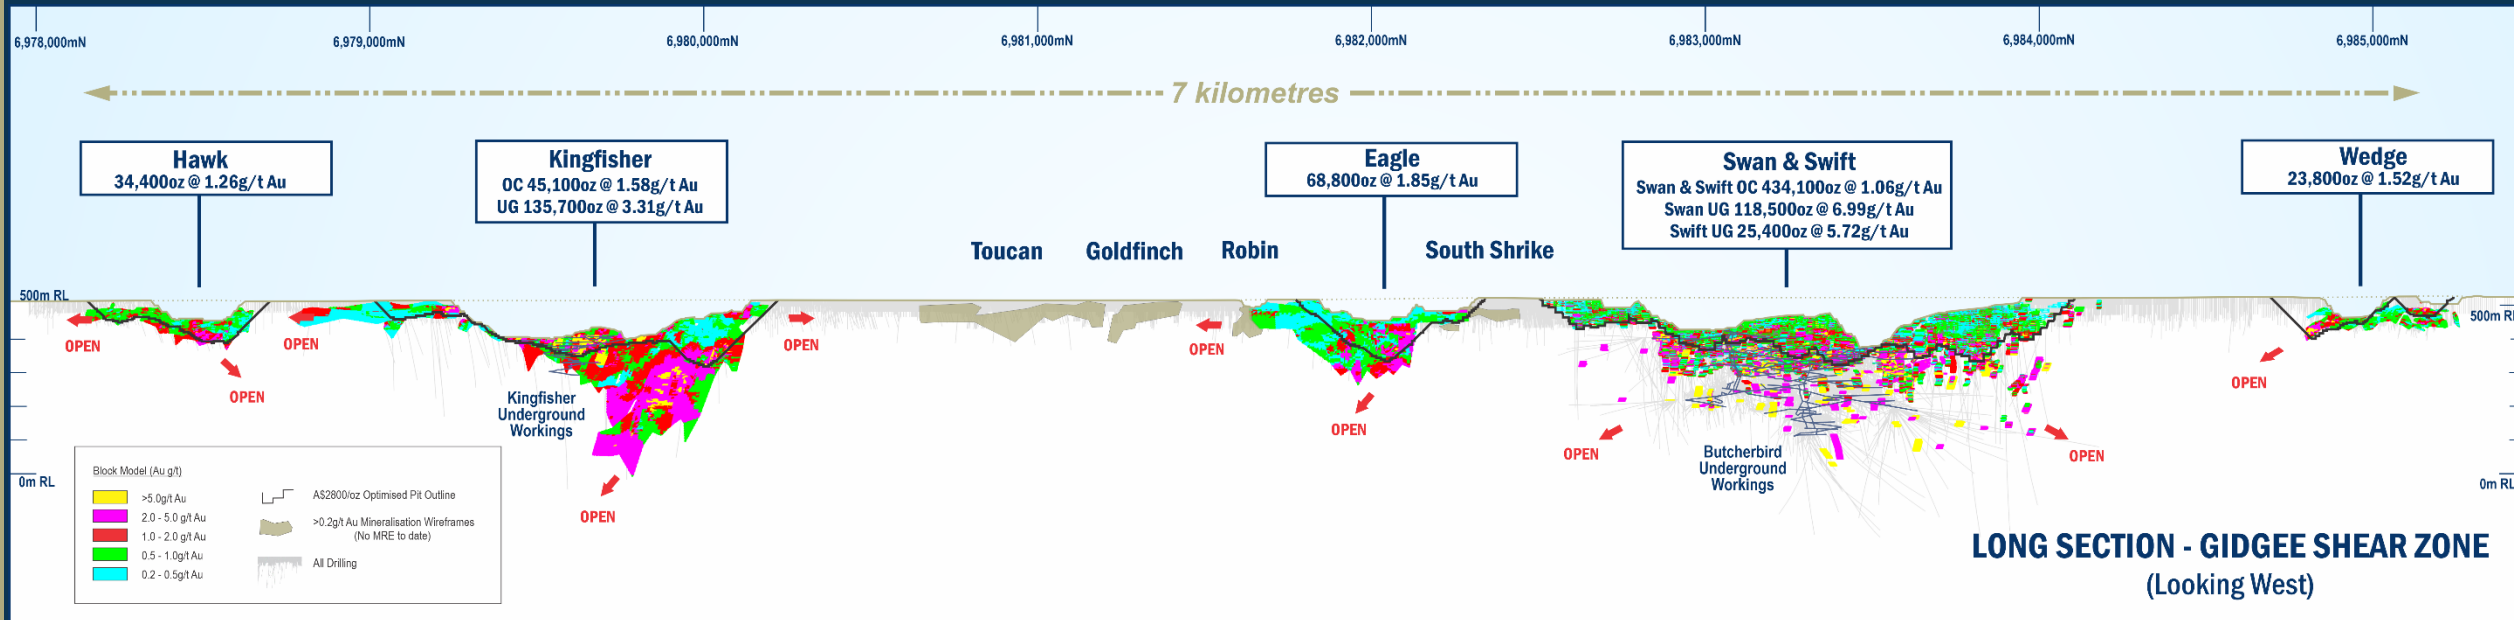 6,978,000mN
6,979,000mN
6,980,000mN
6,981,000mN
6,982,000mN
6,983,000mN
6,984,000mN
6,985,000mN
7 kilometres
Hawk
34,400oz @ 1.26g/t Au
Kingfisher
OC 45,100oz @ 1.58g/t Au
UG 135,700oz @ 3.31g/t Au
Eagle
68,800oz @ 1.85g/t Au
Swan & Swift
Swan & Swift OC 434,100oz @ 1.06g/t Au
Swan UG 118,500oz @ 6.99g/t Au
Swift UG 25,400oz @ 5.72g/t Au
Wedge
23,800oz @ 1.52g/t Au
Toucan
Goldfinch
Robin
South Shrike
500m RL
500m RL
OPEN
OPEN
OPEN
OPEN
OPEN
OPEN
OPEN
OPEN
OPEN
OPEN
Kingfisher
Underground
Workings
Butcherbird
Underground
Workings
0m RL
0m RL
Block Model (Au g/t)
>5.0g/t Au
2.0 - 5.0 g/t Au
1.0 - 2.0 g/t Au
0.5 - 1.0g/t Au
0.2 - 0.5g/t Au
A$2800/oz Optimised Pit Outline
>0.2g/t Au Mineralisation Wireframes
(No MRE to date)
All Drilling
LONG SECTION - GIDGEE SHEAR ZONE
(Looking West)